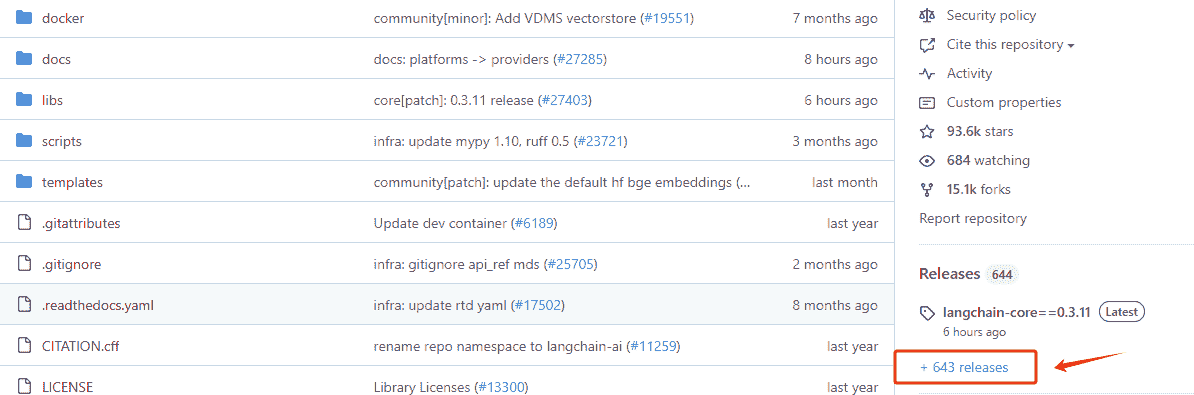 docker community[minor]: Add VDMS vectorstore (#19551) 7 months ago
docs docs: platforms -> providers (#27285) 8 hours ago
libs core[patch]: 0.3.11 release (#27403) 6 hours ago
scripts infra: update mypy 1.10, ruff 0.5 (#23721) 3 months ago
templates community[patch]: update the default hf bge embeddings (... last month
.gitattributes Update dev container (#6189) last year
.gitignore infra: gitignore api_ref mds (#25705) 2 months ago
.readthedocs.yaml infra: update rtd yaml (#17502) 8 months ago
CITATION.cff rename repo namespace to langchain-ai (#11259) last year
LICENSE Library Licenses (#13300) last year
Security policy
Cite this repository
Activity
Custom properties
93.6k stars
684 watching
15.1k forks
Report repository
Releases 644
langchain-core==0.3.11 Latest
6 hours ago
+ 643 releases